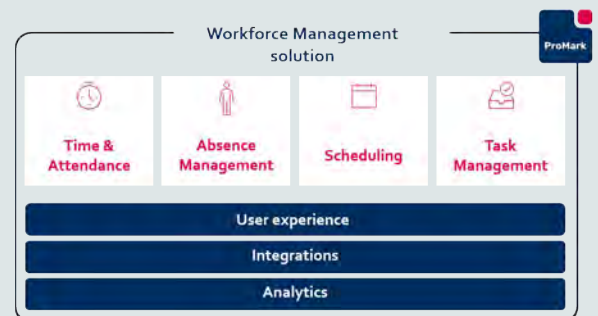 Workforce Management
solution
ProMark
Time &
Attendance
Absence
Management
Scheduling
Task
Management
User experience
Integrations
Analytics